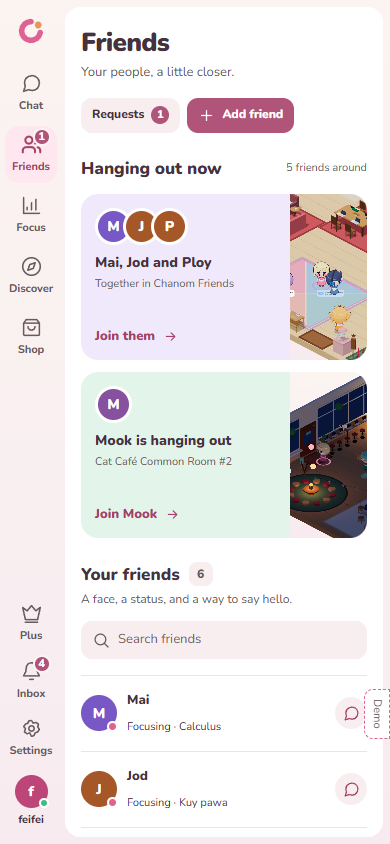 Chat
1
Friends
Focus
Discover
Shop
Plus
4
Inbox
Settings
f
feifei
Friends
Your people, a little closer.
Requests 1
Add friend
Hanging out now
5 friends around
M J P
Mai, Jod and Ploy
Together in Chanom Friends
Join them →
M
Mook is hanging out
Cat Café Common Room #2
Join Mook →
Your friends 6
A face, a status, and a way to say hello.
Search friends
M
Mai
Focusing · Calculus
Demo
J
Jod
Focusing · Kuy pawa